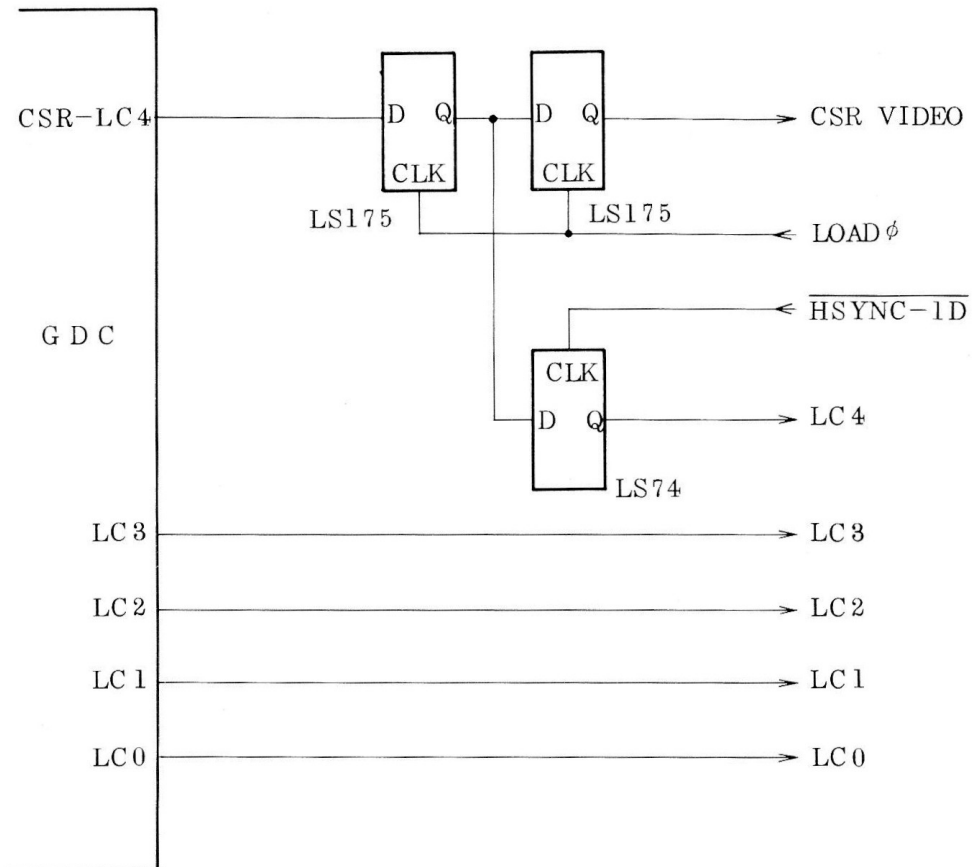 CSR-LC4
D Q
CLK
LS175
D Q
CLK
LS175
CSR VIDEO
LOADφ
HSYNC-1D
GDC
CLK
D Q
LS74
LC4
LC3
LC3
LC2
LC2
LC1
LC1
LC0
LC0